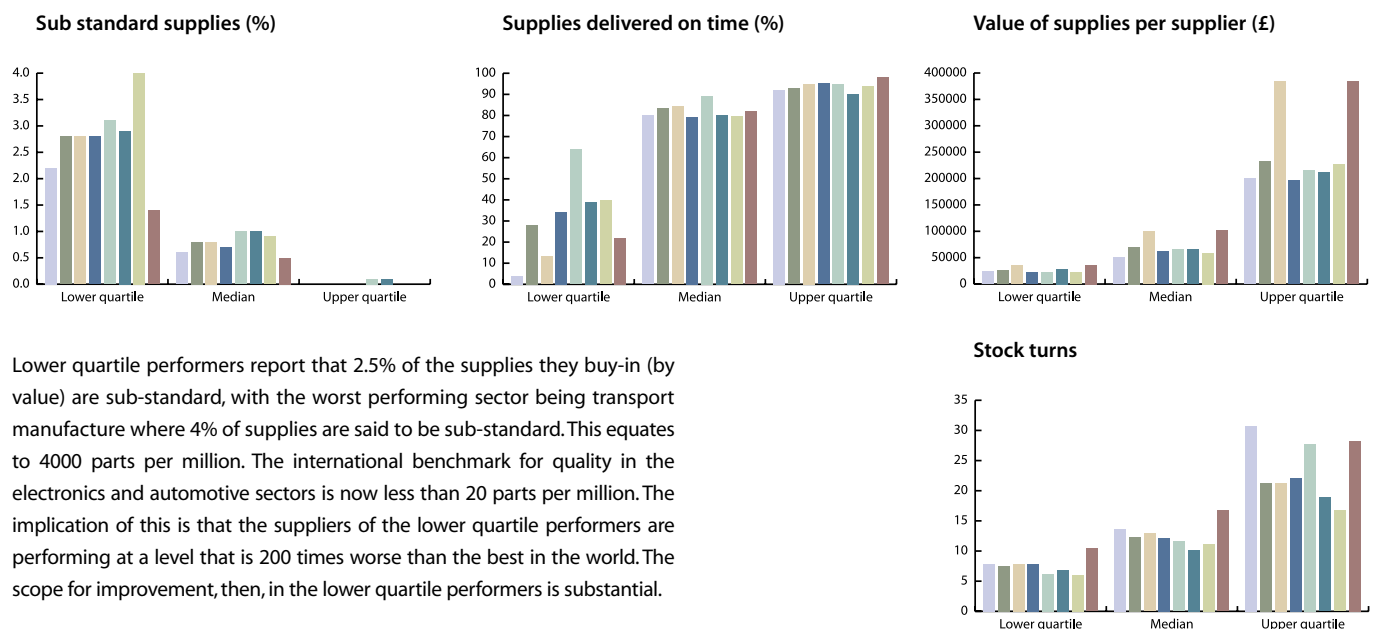 Sub standard supplies (%)
4.0
3.5
3.0
2.5
2.0
1.5
1.0
0.5
0.0
Lower quartile Median Upper quartile
Supplies delivered on time (%)
100
90
80
70
60
50
40
30
20
10
0
Lower quartile Median Upper quartile
Value of supplies per supplier (£)
400000
350000
300000
250000
200000
150000
100000
50000
0
Lower quartile Median Upper quartile
Lower quartile performers report that 2.5% of the supplies they buy-in (by
value) are sub-standard, with the worst performing sector being transport
manufacture where 4% of supplies are said to be sub-standard. This equates
to 4000 parts per million. The international benchmark for quality in the
electronics and automotive sectors is now less than 20 parts per million. The
implication of this is that the suppliers of the lower quartile performers are
performing at a level that is 200 times worse than the best in the world. The
scope for improvement, then, in the lower quartile performers is substantial.
Stock turns
35
30
25
20
15
10
5
0
Lower quartile Median Upper quartile